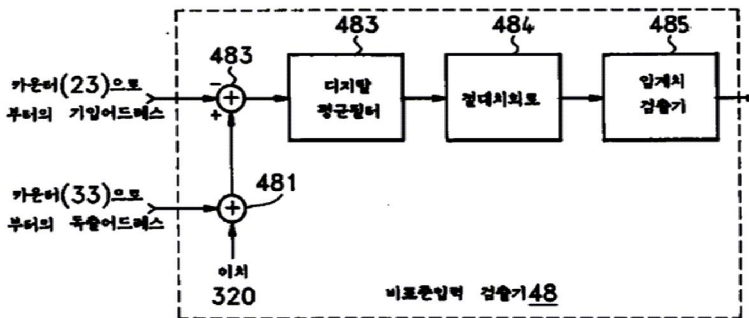 483
483
484
485
카운터(23)으로
부터의 기입어드레스
-
+
디지탈
평균필터
절대치회로
임계치
검출기
+
카운터(33)으로
부터의 독출어드레스
+
481
이치
320
비표준입력 검출기48